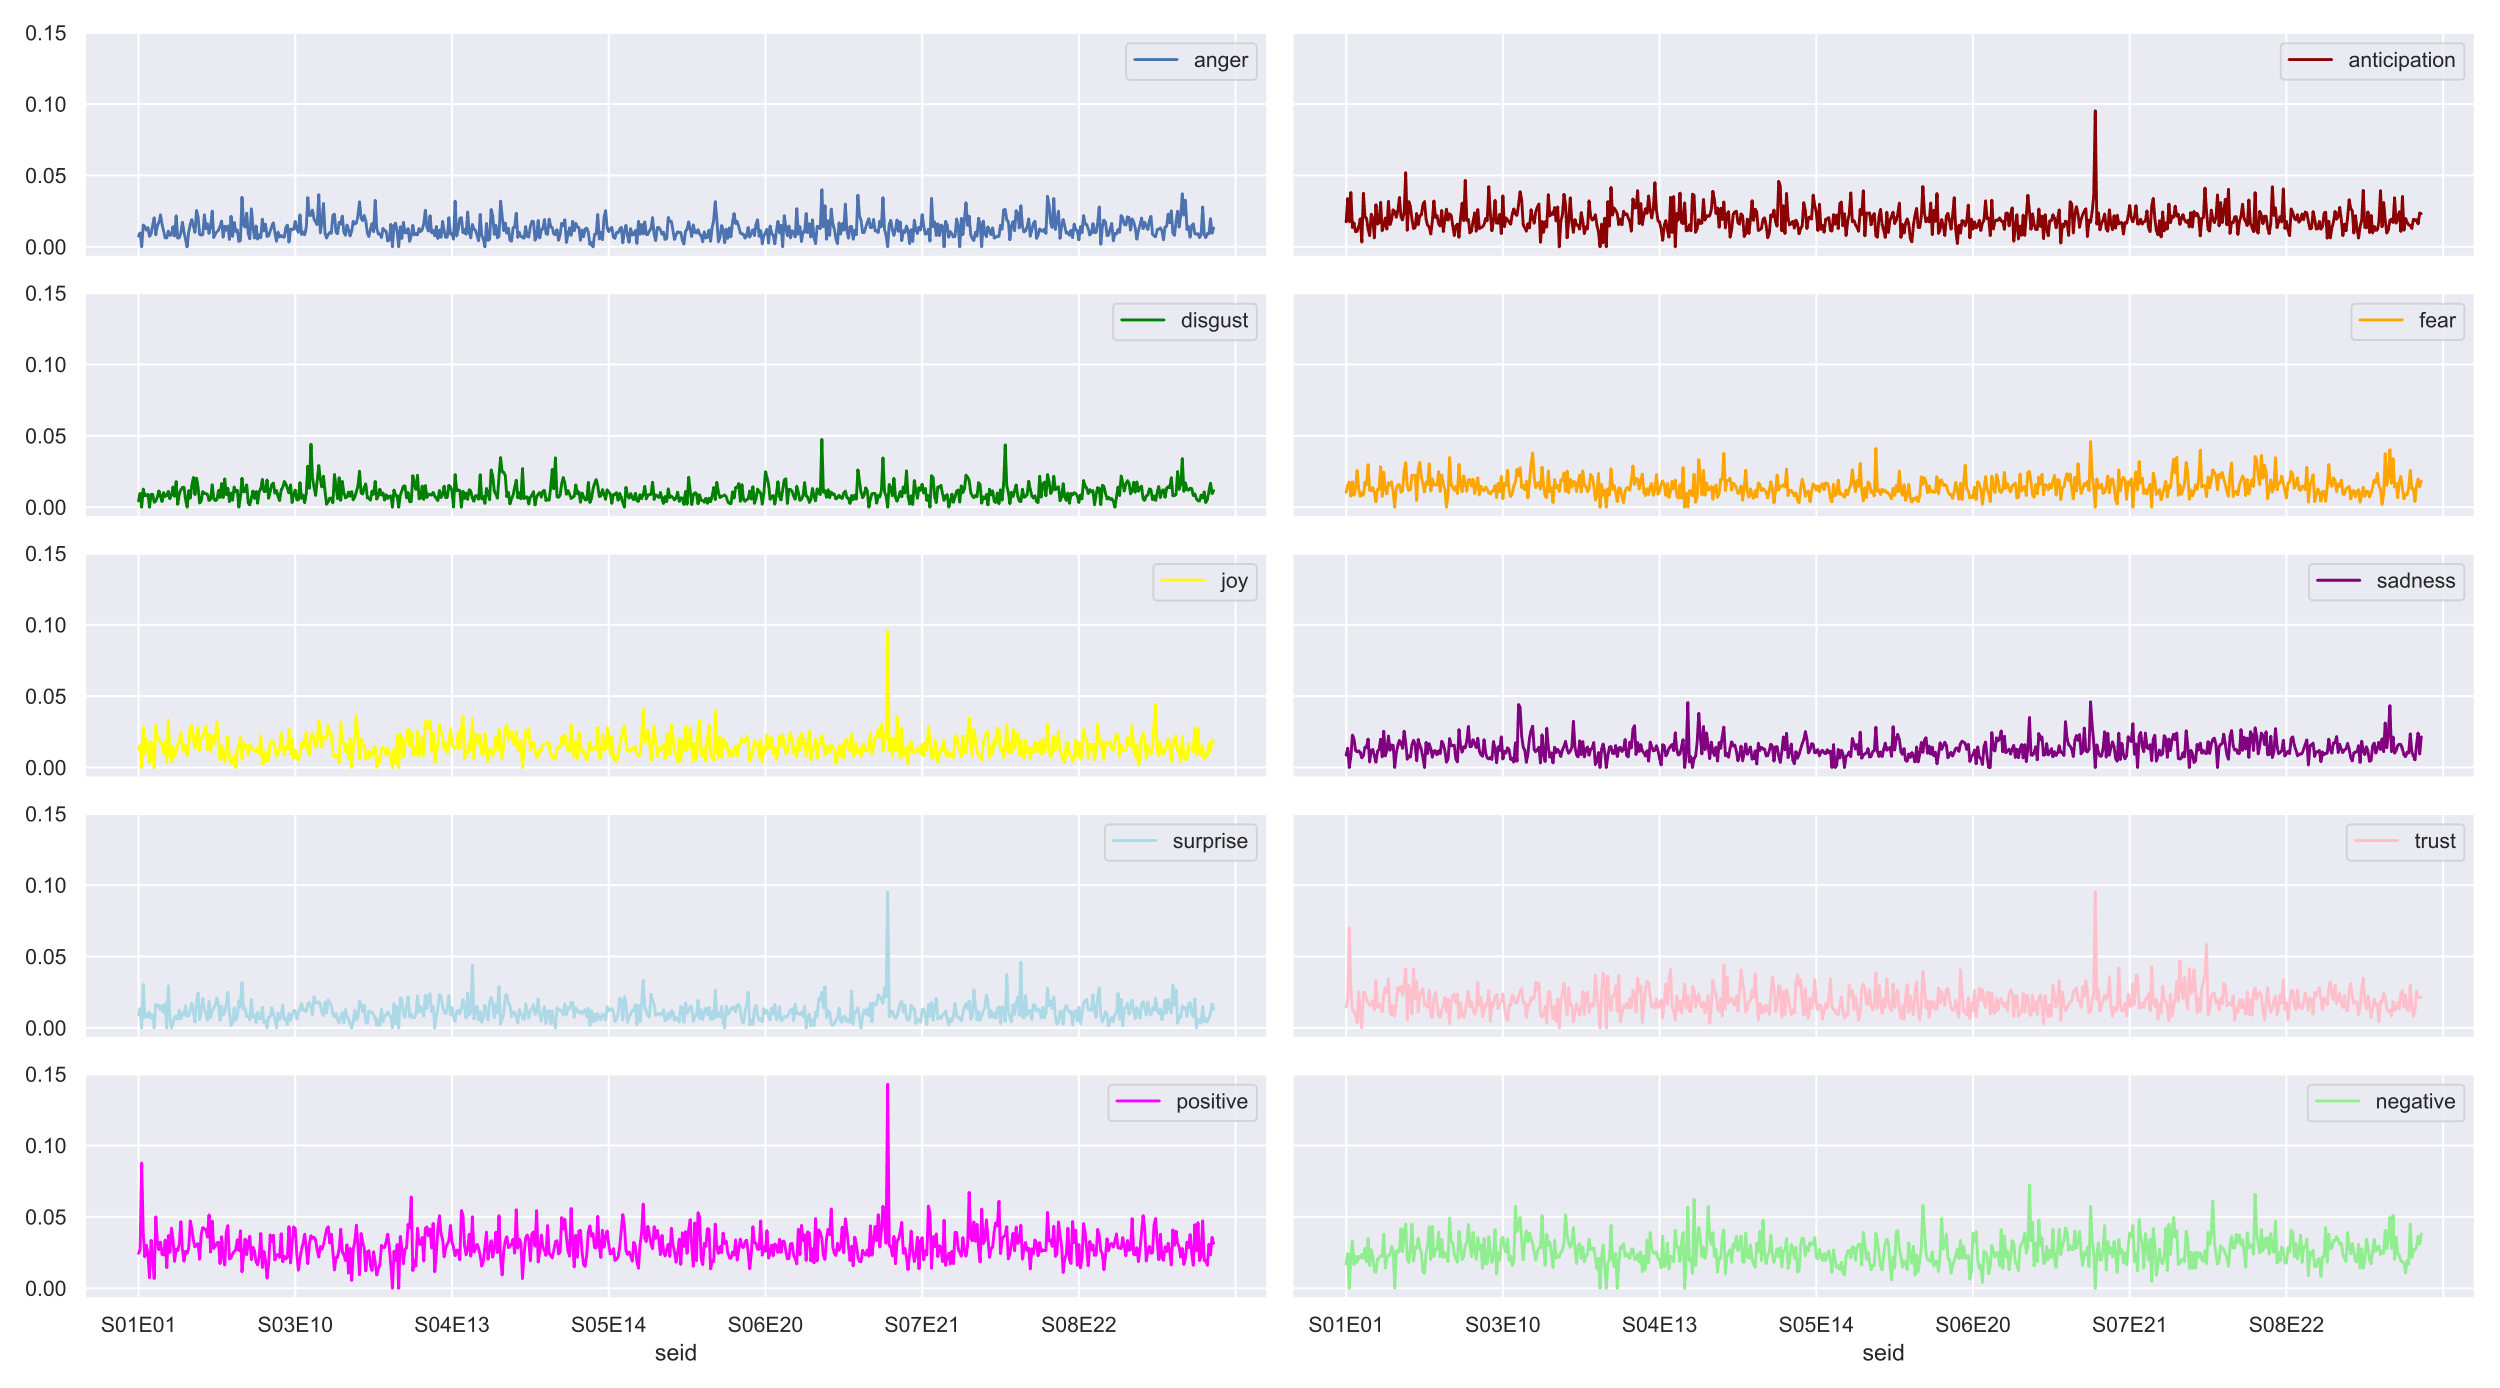 0.15
0.10
0.05
0.00
anger
anticipation
0.15
0.10
0.05
0.00
disgust
fear
0.15
0.10
0.05
0.00
joy
sadness
0.15
0.10
0.05
0.00
surprise
trust
0.15
0.10
0.05
0.00
positive
negative
S01E01 S03E10 S04E13 S05E14 S06E20 S07E21 S08E22
seid
S01E01 S03E10 S04E13 S05E14 S06E20 S07E21 S08E22
seid